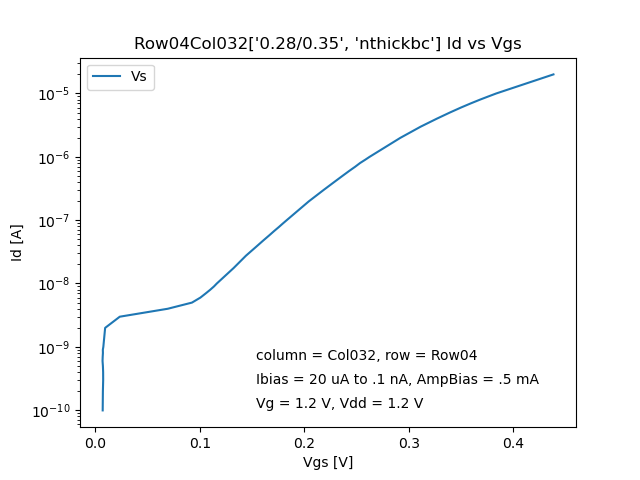 Row04Col032['0.28/0.35', 'nthickbc'] Id vs Vgs
Vs
10⁻⁵
10⁻⁶
10⁻⁷
10⁻⁸
10⁻⁹
10⁻¹⁰
Id [A]
column = Col032, row = Row04
Ibias = 20 uA to .1 nA, AmpBias = .5 mA
Vg = 1.2 V, Vdd = 1.2 V
0.0 0.1 0.2 0.3 0.4
Vgs [V]